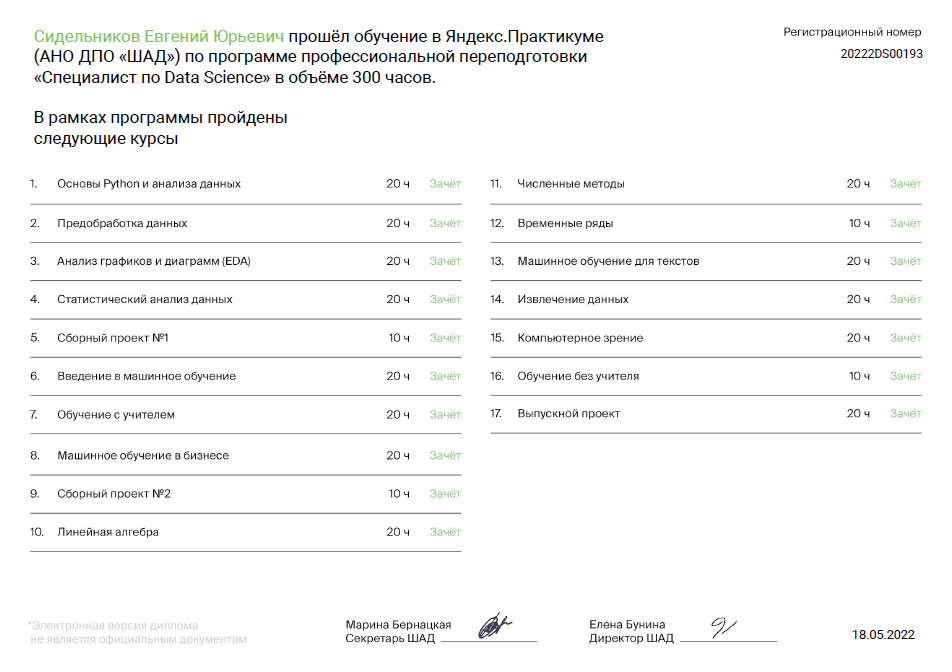 Сидельников Евгений Юрьевич прошёл обучение в Яндекс.Практикуме
(АНО ДПО «ШАД») по программе профессиональной переподготовки
«Специалист по Data Science» в объёме 300 часов.
Регистрационный номер
20222DS00193
В рамках программы пройдены
следующие курсы
1. Основы Python и анализа данных 20 ч Зачёт
2. Предобработка данных 20 ч Зачёт
3. Анализ графиков и диаграмм (EDA) 20 ч Зачёт
4. Статистический анализ данных 20 ч Зачёт
5. Сборный проект №1 10 ч Зачёт
6. Введение в машинное обучение 20 ч Зачёт
7. Обучение с учителем 20 ч Зачёт
8. Машинное обучение в бизнесе 20 ч Зачёт
9. Сборный проект №2 10 ч Зачёт
10. Линейная алгебра 20 ч Зачёт
11. Численные методы 20 ч Зачёт
12. Временные ряды 10 ч Зачёт
13. Машинное обучение для текстов 20 ч Зачёт
14. Извлечение данных 20 ч Зачёт
15. Компьютерное зрение 20 ч Зачёт
16. Обучение без учителя 10 ч Зачёт
17. Выпускной проект 20 ч Зачёт
*Электронная версия диплома
не является официальным документом
Марина Бернацкая
Секретарь ШАД
Елена Бунина
Директор ШАД
18.05.2022